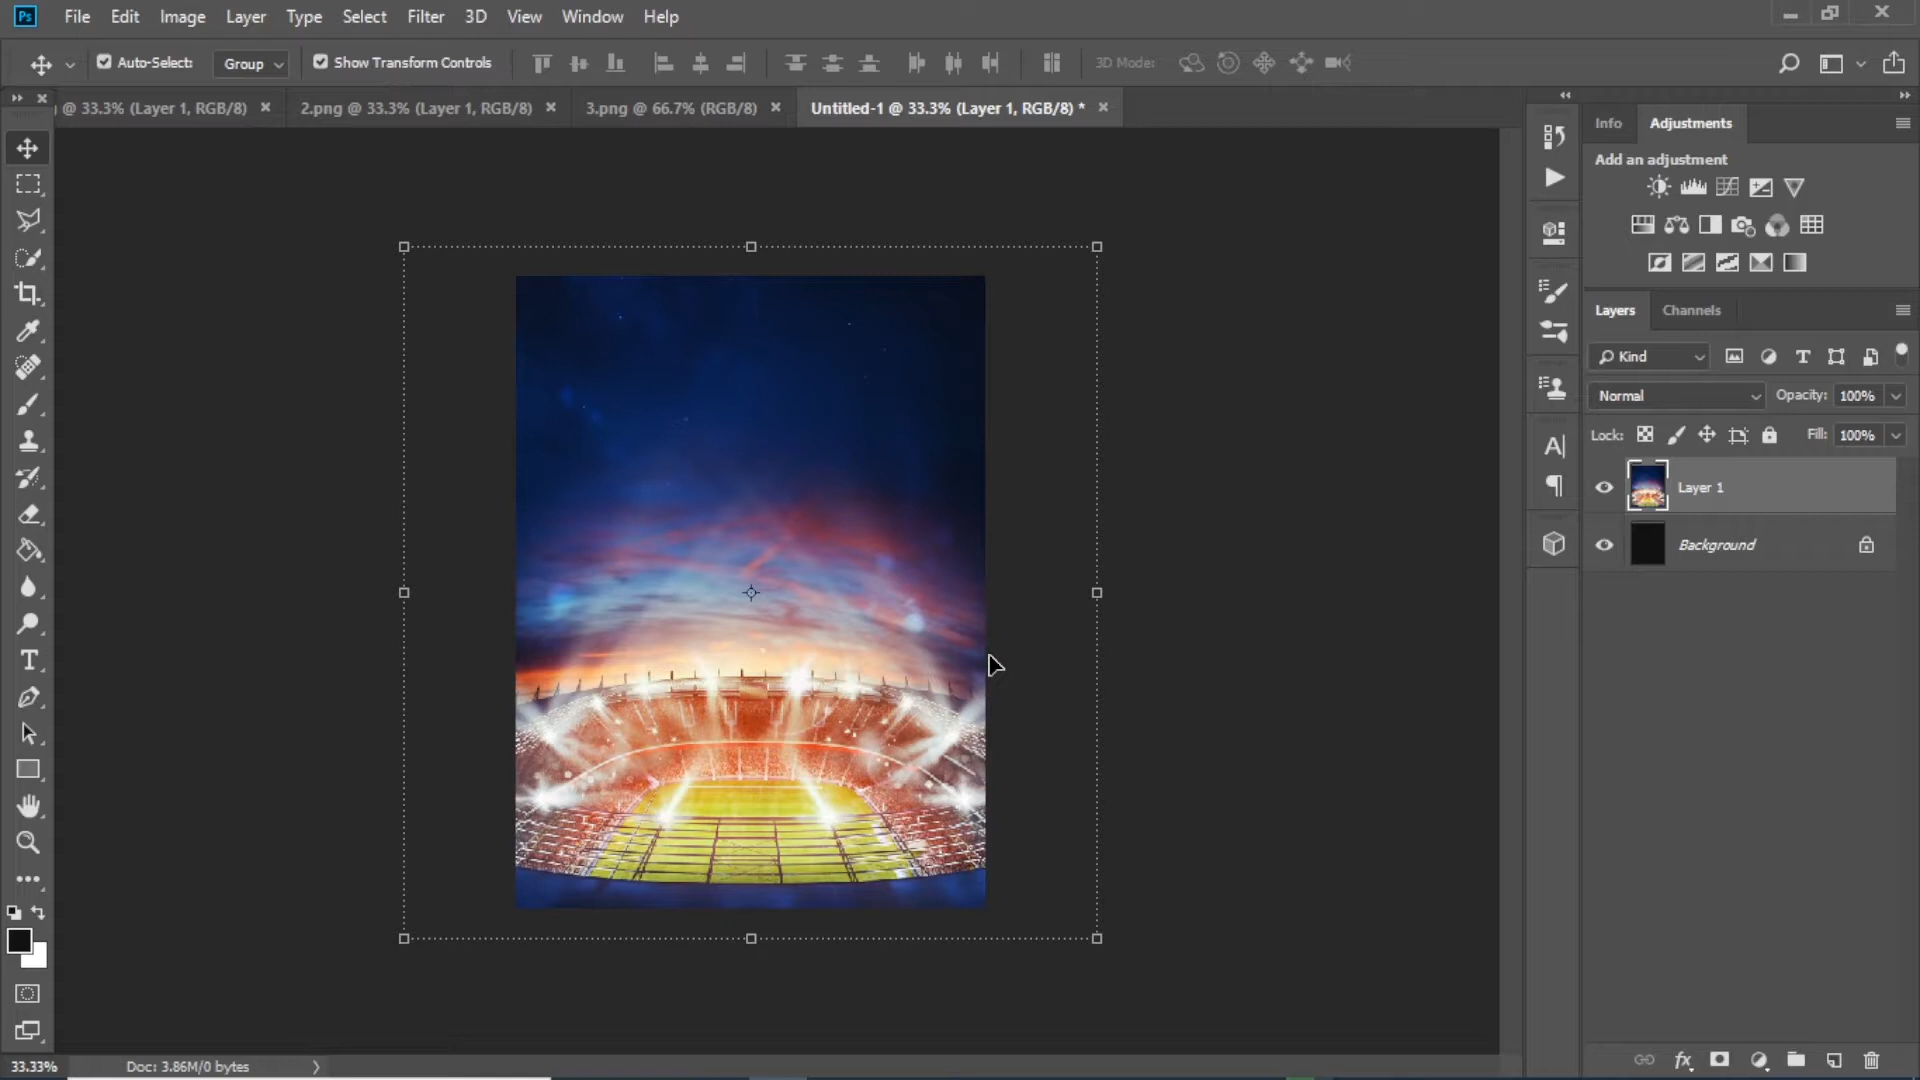 Ps File Edit Image Layer Type Select Filter 3D View Window Help
Auto-Select: Group Show Transform Controls 3D Mode:
@ 33.3% (Layer 1, RGB/8) × 2.png @ 33.3% (Layer 1, RGB/8) × 3.png @ 66.7% (RGB/8) × Untitled-1 @ 33.3% (Layer 1, RGB/8) * ×
Info Adjustments
Add an adjustment
Layers Channels
Kind
Normal Opacity: 100%
Lock: Fill: 100%
Layer 1
Background
33.33% Doc: 3.86M/0 bytes